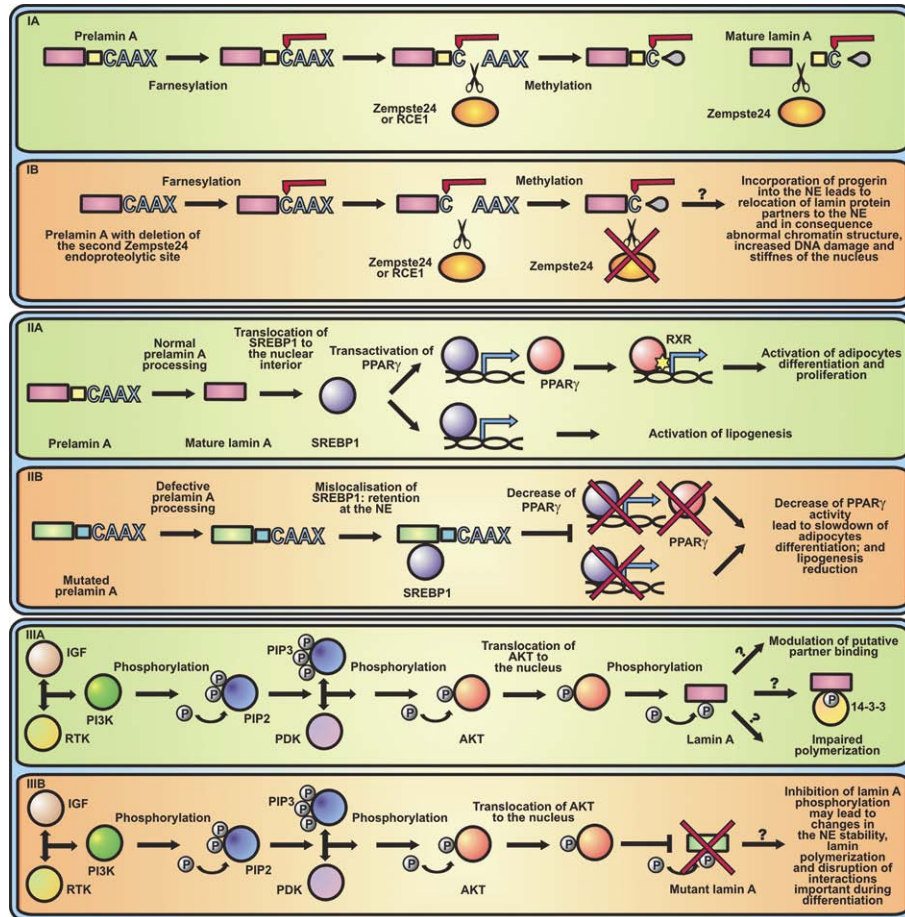 IA
Prelamin A
CAAX
Farnesylation
CAAX
C AAX
Zempste24
or RCE1
Methylation
C
Mature lamin A
C
Zempste24
IB
CAAX
Prelamin A with deletion of
the second Zempste24
endoproteolytic site
Farnesylation
CAAX
C AAX
Zempste24
or RCE1
Methylation
C
Zempste24
?
Incorporation of progerin
into the NE leads to
relocation of lamin protein
partners to the NE
and in consequence
abnormal chromatin structure,
increased DNA damage and
stiffnes of the nucleus
IIA
CAAX
Prelamin A
Normal
prelamin A
processing
Mature lamin A
Translocation of
SREBP1 to
the nuclear
interior
SREBP1
Transactivation of
PPARγ
PPARγ
RXR
Activation of adipocytes
differentiation and
proliferation
Activation of lipogenesis
IIB
CAAX
Mutated prelamin A
Defective
prelamin A
processing
CAAX
Mislocalisation of
SREBP1: retention
at the NE
CAAX
SREBP1
Decrease of
PPARγ
PPARγ
Decrease of PPARγ
activity
lead to slowdown of
adipocytes
differentiation; and
lipogenesis
reduction
IIIA
IGF
RTK
PI3K
Phosphorylation
P
P
P
PIP2
PIP3
P
P
P
PDK
Phosphorylation
P
P
AKT
Translocation of
AKT to
the nucleus
P
Phosphorylation
P
P
Lamin A
?
Modulation of putative
partner binding
?
P
14-3-3
?
Impaired
polymerization
IIIB
IGF
RTK
PI3K
Phosphorylation
P
P
P
PIP2
PIP3
P
P
P
PDK
Phosphorylation
P
P
AKT
Translocation of AKT
to the nucleus
P
P
P
Mutant lamin A
?
Inhibition of lamin A
phosphorylation
may lead to
changes in
the NE stability,
lamin
polymerization
and disruption of
interactions
important during
differentiation